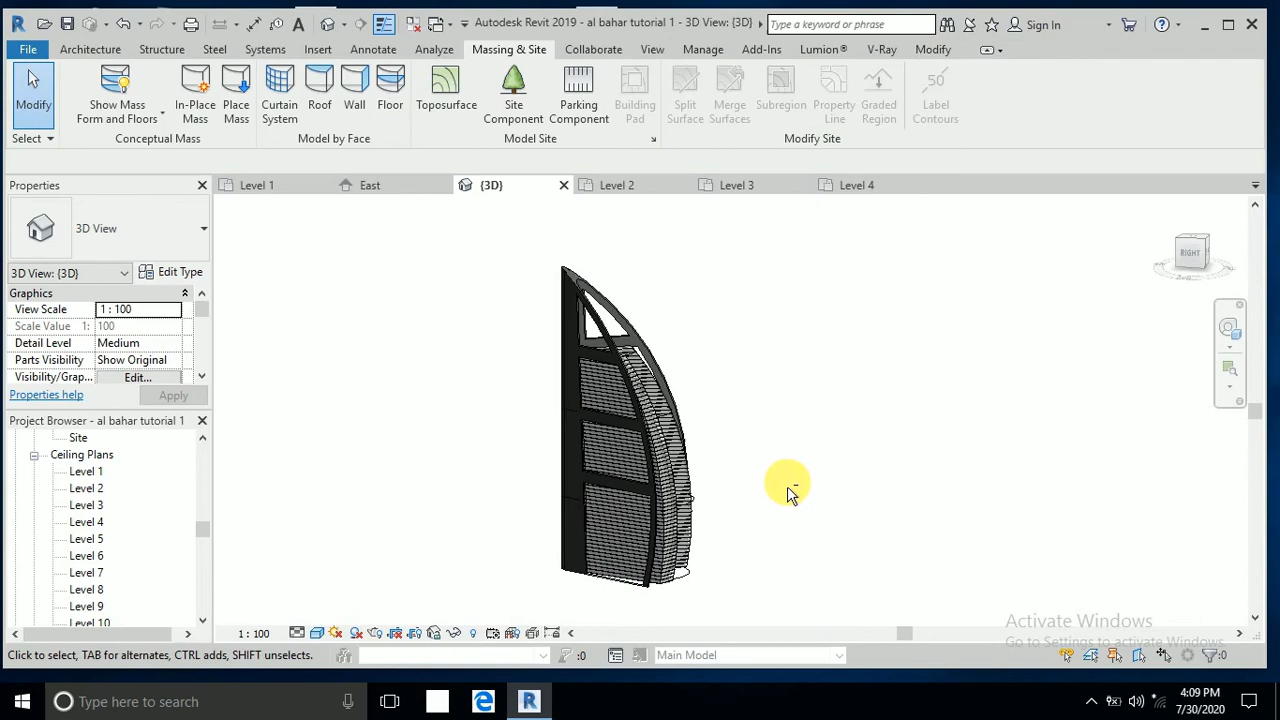 Autodesk Revit 2019 - al bahar tutorial 1 - 3D View: {3D}
Type a keyword or phrase
Sign In
File Architecture Structure Steel Systems Insert Annotate Analyze Massing & Site Collaborate View Manage Add-Ins Lumion® V-Ray Modify
Modify
Show Mass
Form and Floors
In-Place
Mass
Place
Mass
Curtain
System
Roof
Wall
Floor
Toposurface
Site
Component
Parking
Component
Building
Pad
Split
Surface
Merge
Surfaces
Subregion
Property
Line
Graded
Region
50
Label
Contours
Select
Conceptual Mass
Model by Face
Model Site
Modify Site
Properties
Level 1
East
{3D}
Level 2
Level 3
Level 4
3D View
3D View: {3D}
Edit Type
Graphics
View Scale 1 : 100
Scale Value 1: 100
Detail Level Medium
Parts Visibility Show Original
Visibility/Grap... Edit...
Properties help
Apply
Project Browser - al bahar tutorial 1
Site
Ceiling Plans
Level 1
Level 2
Level 3
Level 4
Level 5
Level 6
Level 7
Level 8
Level 9
Level 10
RIGHT
Activate Windows
Go to Settings to activate Windows.
1 : 100
Click to select, TAB for alternates, CTRL adds, SHIFT unselects.
:0
Main Model
:0
Type here to search
4:09 PM
7/30/2020